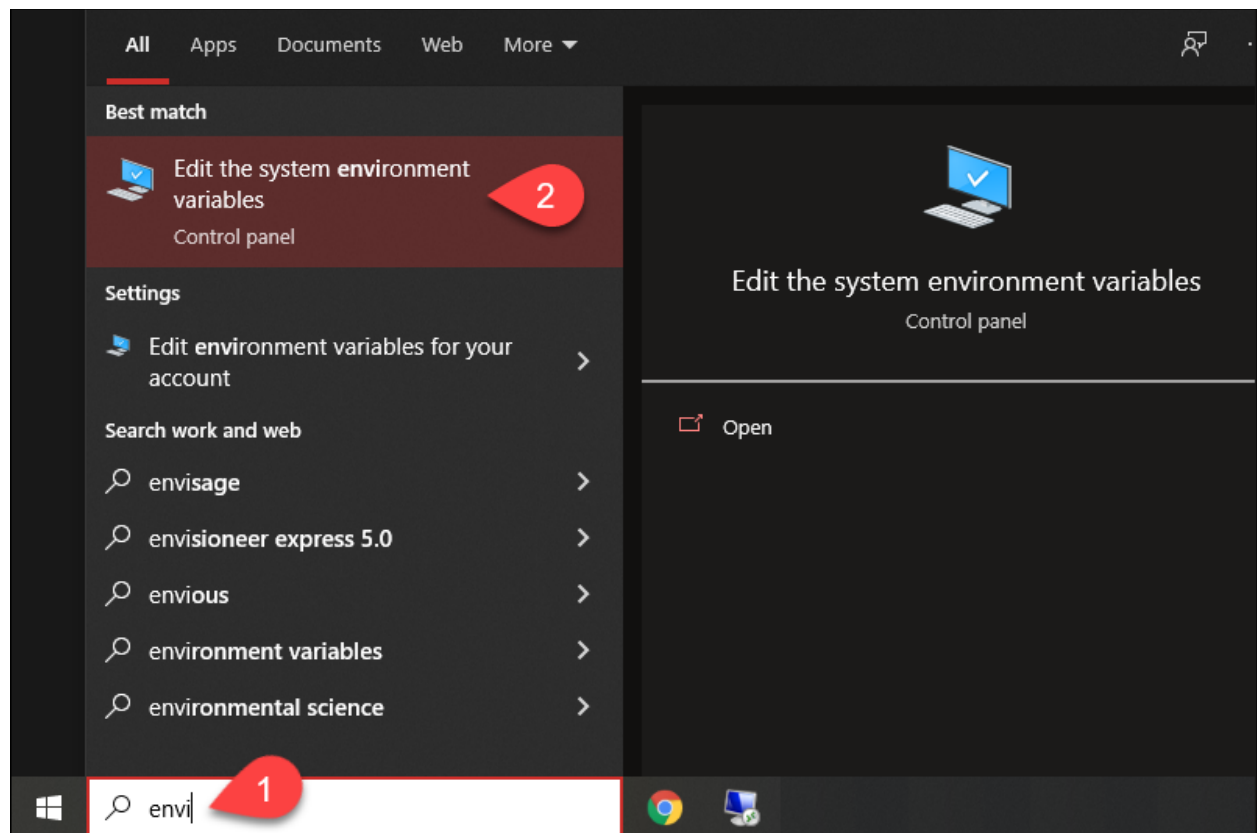 All Apps Documents Web More
Best match
Edit the system environment
variables
Control panel
2
Edit the system environment variables
Control panel
Settings
Edit environment variables for your
account
Open
Search work and web
envisage
envisioneer express 5.0
envious
environment variables
environmental science
1
envi